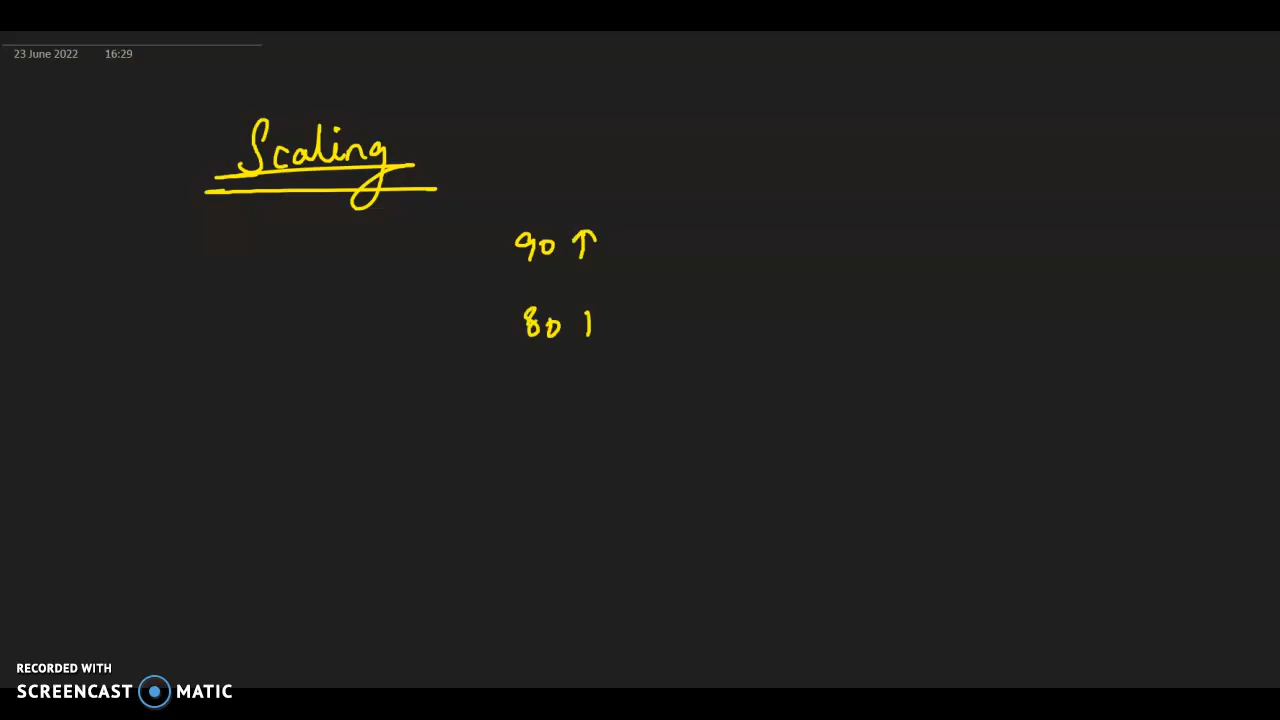 23 June 2022 16:29
Scaling
90 ↑
80 |
RECORDED WITH
SCREENCAST MATIC